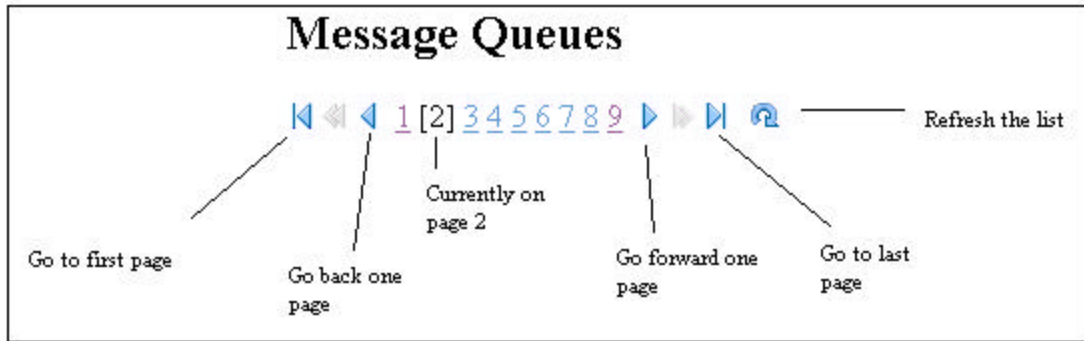 Message Queues
1 [2] 3 4 5 6 7 8 9
Refresh the list
Currently on
page 2
Go to first page
Go back one
page
Go forward one
page
Go to last
page